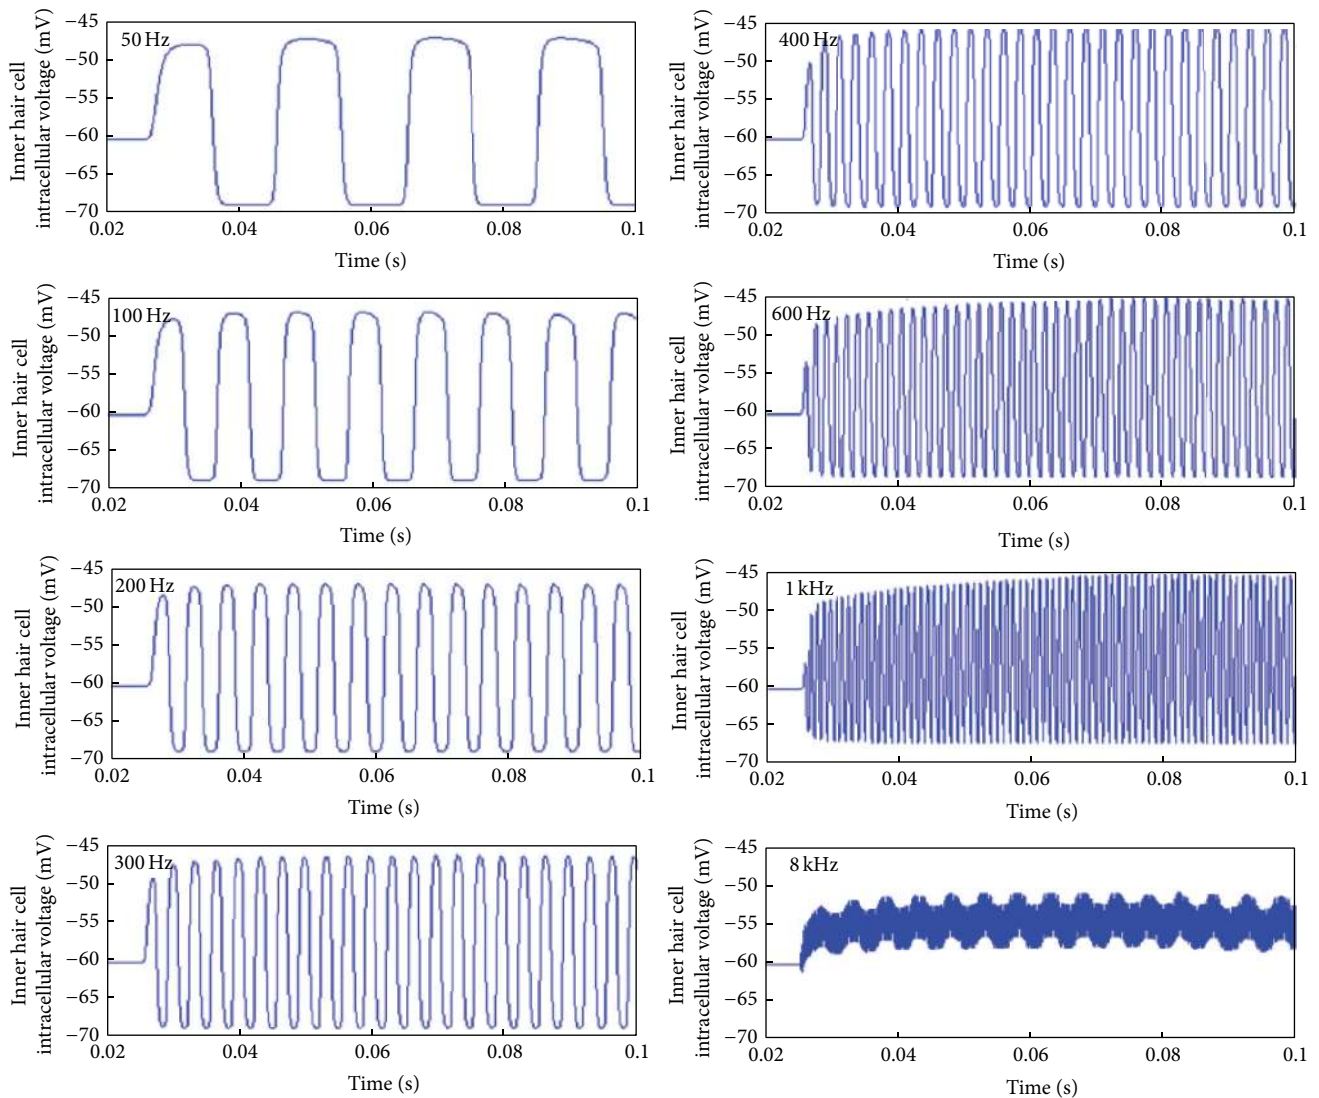 Inner hair cell
intracellular voltage (mV)
−45
−50
−55
−60
−65
−70
50 Hz
0.02
0.04
0.06
0.08
0.1
Time (s)
Inner hair cell
intracellular voltage (mV)
−45
−50
−55
−60
−65
−70
400 Hz
0.02
0.04
0.06
0.08
0.1
Time (s)
Inner hair cell
intracellular voltage (mV)
−45
−50
−55
−60
−65
−70
100 Hz
0.02
0.04
0.06
0.08
0.1
Time (s)
Inner hair cell
intracellular voltage (mV)
−45
−50
−55
−60
−65
−70
600 Hz
0.02
0.04
0.06
0.08
0.1
Time (s)
Inner hair cell
intracellular voltage (mV)
−45
−50
−55
−60
−65
−70
200 Hz
0.02
0.04
0.06
0.08
0.1
Time (s)
Inner hair cell
intracellular voltage (mV)
−45
−50
−55
−60
−65
−70
1 kHz
0.02
0.04
0.06
0.08
0.1
Time (s)
Inner hair cell
intracellular voltage (mV)
−45
−50
−55
−60
−65
−70
300 Hz
0.02
0.04
0.06
0.08
0.1
Time (s)
Inner hair cell
intracellular voltage (mV)
−45
−50
−55
−60
−65
−70
8 kHz
0.02
0.04
0.06
0.08
0.1
Time (s)